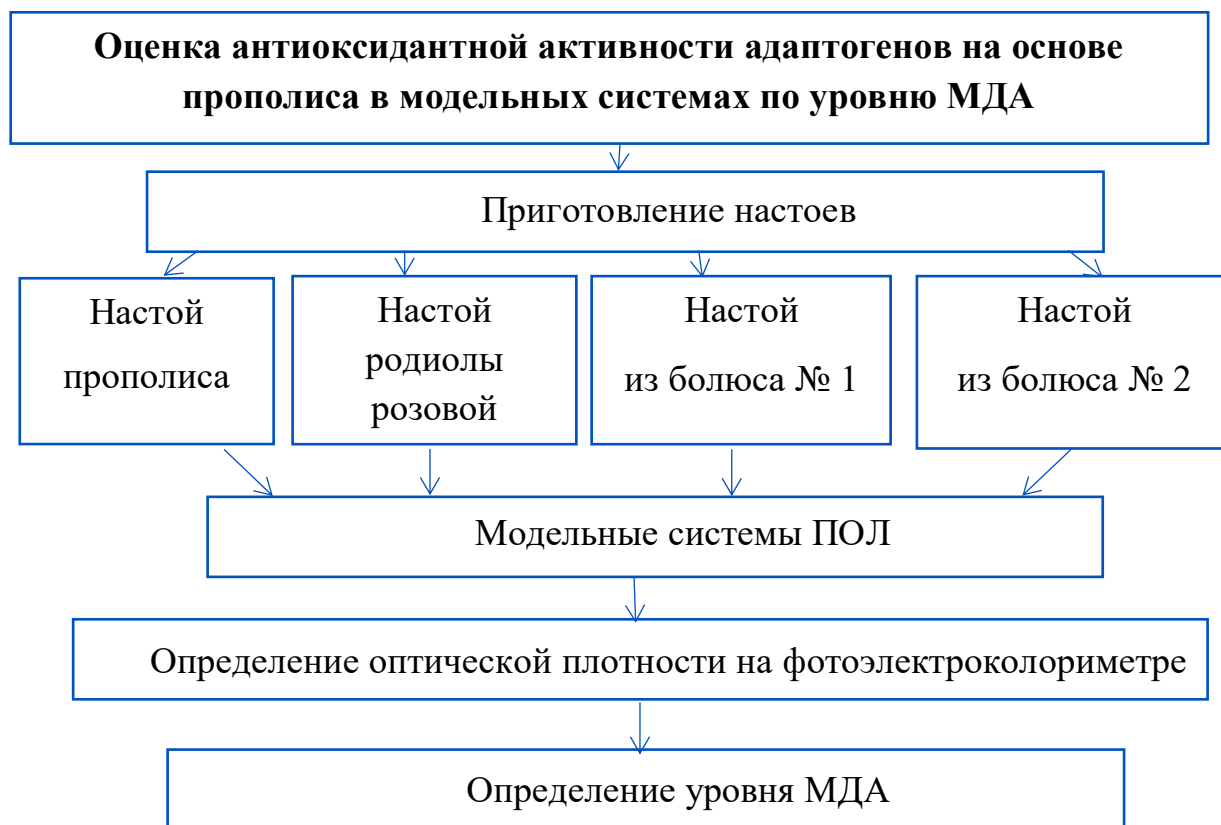 Оценка антиоксидантной активности адаптогенов на основе
прополиса в модельных системах по уровню МДА
Приготовление настоев
Настой
прополиса
Настой
родиолы
розовой
Настой
из болюса № 1
Настой
из болюса № 2
Модельные системы ПОЛ
Определение оптической плотности на фотоэлектроколориметре
Определение уровня МДА